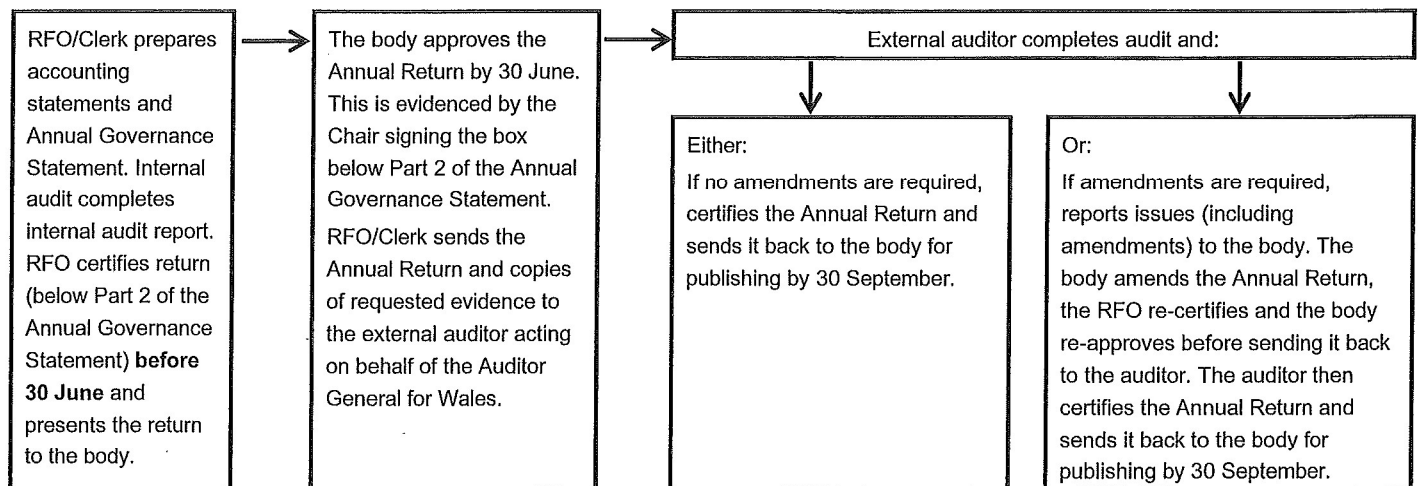 RFO/Clerk prepares
accounting
statements and
Annual Governance
Statement. Internal
audit completes
internal audit report.
RFO certifies return
(below Part 2 of the
Annual Governance
Statement) before
30 June and
presents the return
to the body.
The body approves the
Annual Return by 30 June.
This is evidenced by the
Chair signing the box
below Part 2 of the Annual
Governance Statement.
RFO/Clerk sends the
Annual Return and copies
of requested evidence to
the external auditor acting
on behalf of the Auditor
General for Wales.
External auditor completes audit and:
Either:
If no amendments are required,
certifies the Annual Return and
sends it back to the body for
publishing by 30 September.
Or:
If amendments are required,
reports issues (including
amendments) to the body. The
body amends the Annual Return,
the RFO re-certifies and the body
re-approves before sending it back
to the auditor. The auditor then
certifies the Annual Return and
sends it back to the body for
publishing by 30 September.